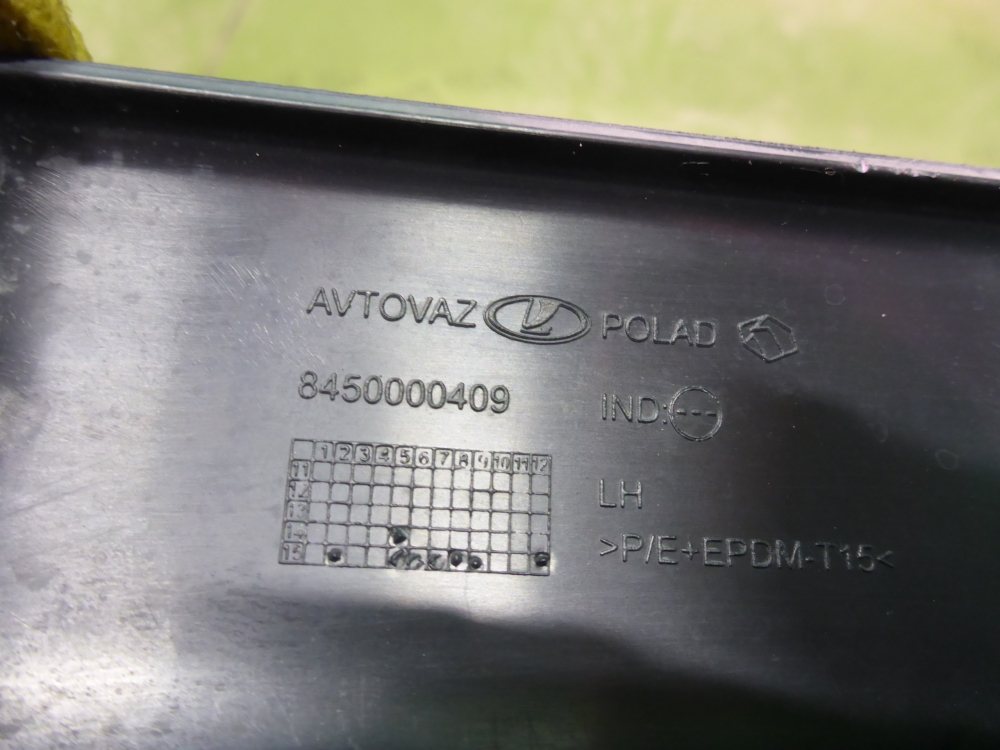 AVTOVAZ POLAD
8450000409 IND: ---
1 2 3 4 5 6 7 8 9 10 11 12
11
12
13
14
15
LH
>P/E+EPDM-T15<